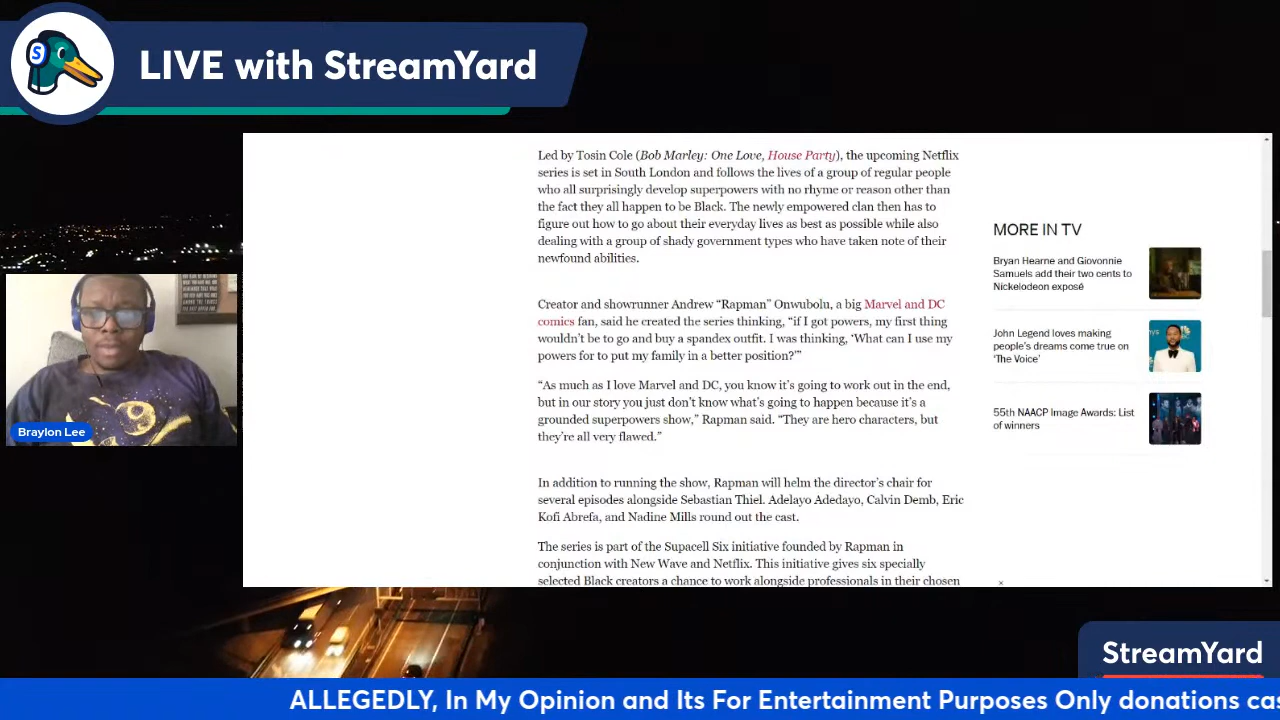 LIVE with StreamYard
S
Led by Tosin Cole (Bob Marley: One Love, House Party), the upcoming Netflix
series is set in South London and follows the lives of a group of regular people
who all surprisingly develop superpowers with no rhyme or reason other than
the fact they all happen to be Black. The newly empowered clan then has to
figure out how to go about their everyday lives as best as possible while also
dealing with a group of shady government types who have taken note of their
newfound abilities.
Creator and showrunner Andrew “Rapman” Onwubolu, a big Marvel and DC
comics fan, said he created the series thinking, “if I got powers, my first thing
wouldn’t be to go and buy a spandex outfit. I was thinking, ‘What can I use my
powers for to put my family in a better position?’”
“As much as I love Marvel and DC, you know it’s going to work out in the end,
but in our story you just don’t know what’s going to happen because it’s a
grounded superpowers show,” Rapman said. “They are hero characters, but
they’re all very flawed.”
In addition to running the show, Rapman will helm the director’s chair for
several episodes alongside Sebastian Thiel. Adelayo Adedayo, Calvin Demb, Eric
Kofi Abrefa, and Nadine Mills round out the cast.
The series is part of the Supacell Six initiative founded by Rapman in
conjunction with New Wave and Netflix. This initiative gives six specially
selected Black creators a chance to work alongside professionals in their chosen
MORE IN TV
Bryan Hearne and Giovonnie
Samuels add their two cents to
Nickelodeon exposé
John Legend loves making
people’s dreams come true on
‘The Voice’
55th NAACP Image Awards: List
of winners
Braylon Lee
StreamYard
ALLEGEDLY, In My Opinion and Its For Entertainment Purposes Only donations cas